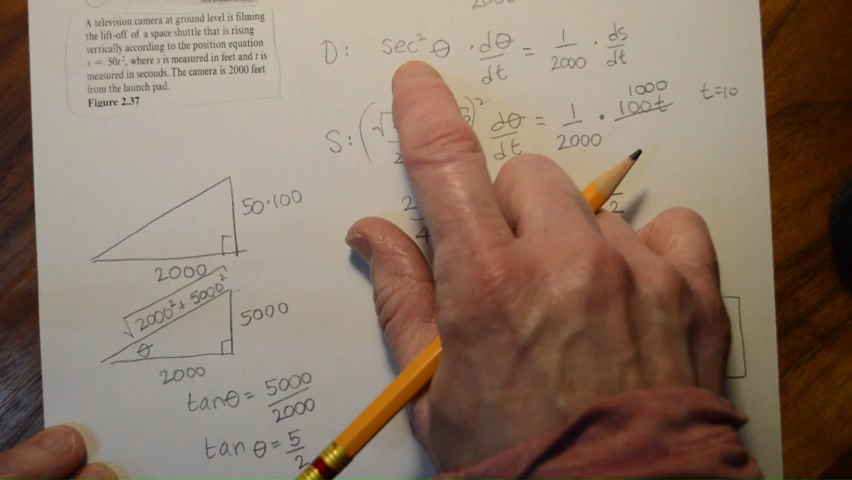 A television camera at ground level is filming
the lift-off of a space shuttle that is rising
vertically according to the position equation
s = 50t², where s is measured in feet and t is
measured in seconds. The camera is 2000 feet
from the launch pad.
Figure 2.37
D: sec² θ · dθ/dt = 1/2000 · ds/dt
S: (√ )² dθ/dt = 1/2000 · 100t 1000 t=10
50·100
2000
√2000² + 5000²
5000
θ
2000
tanθ = 5000/2000
tan θ = 5/2